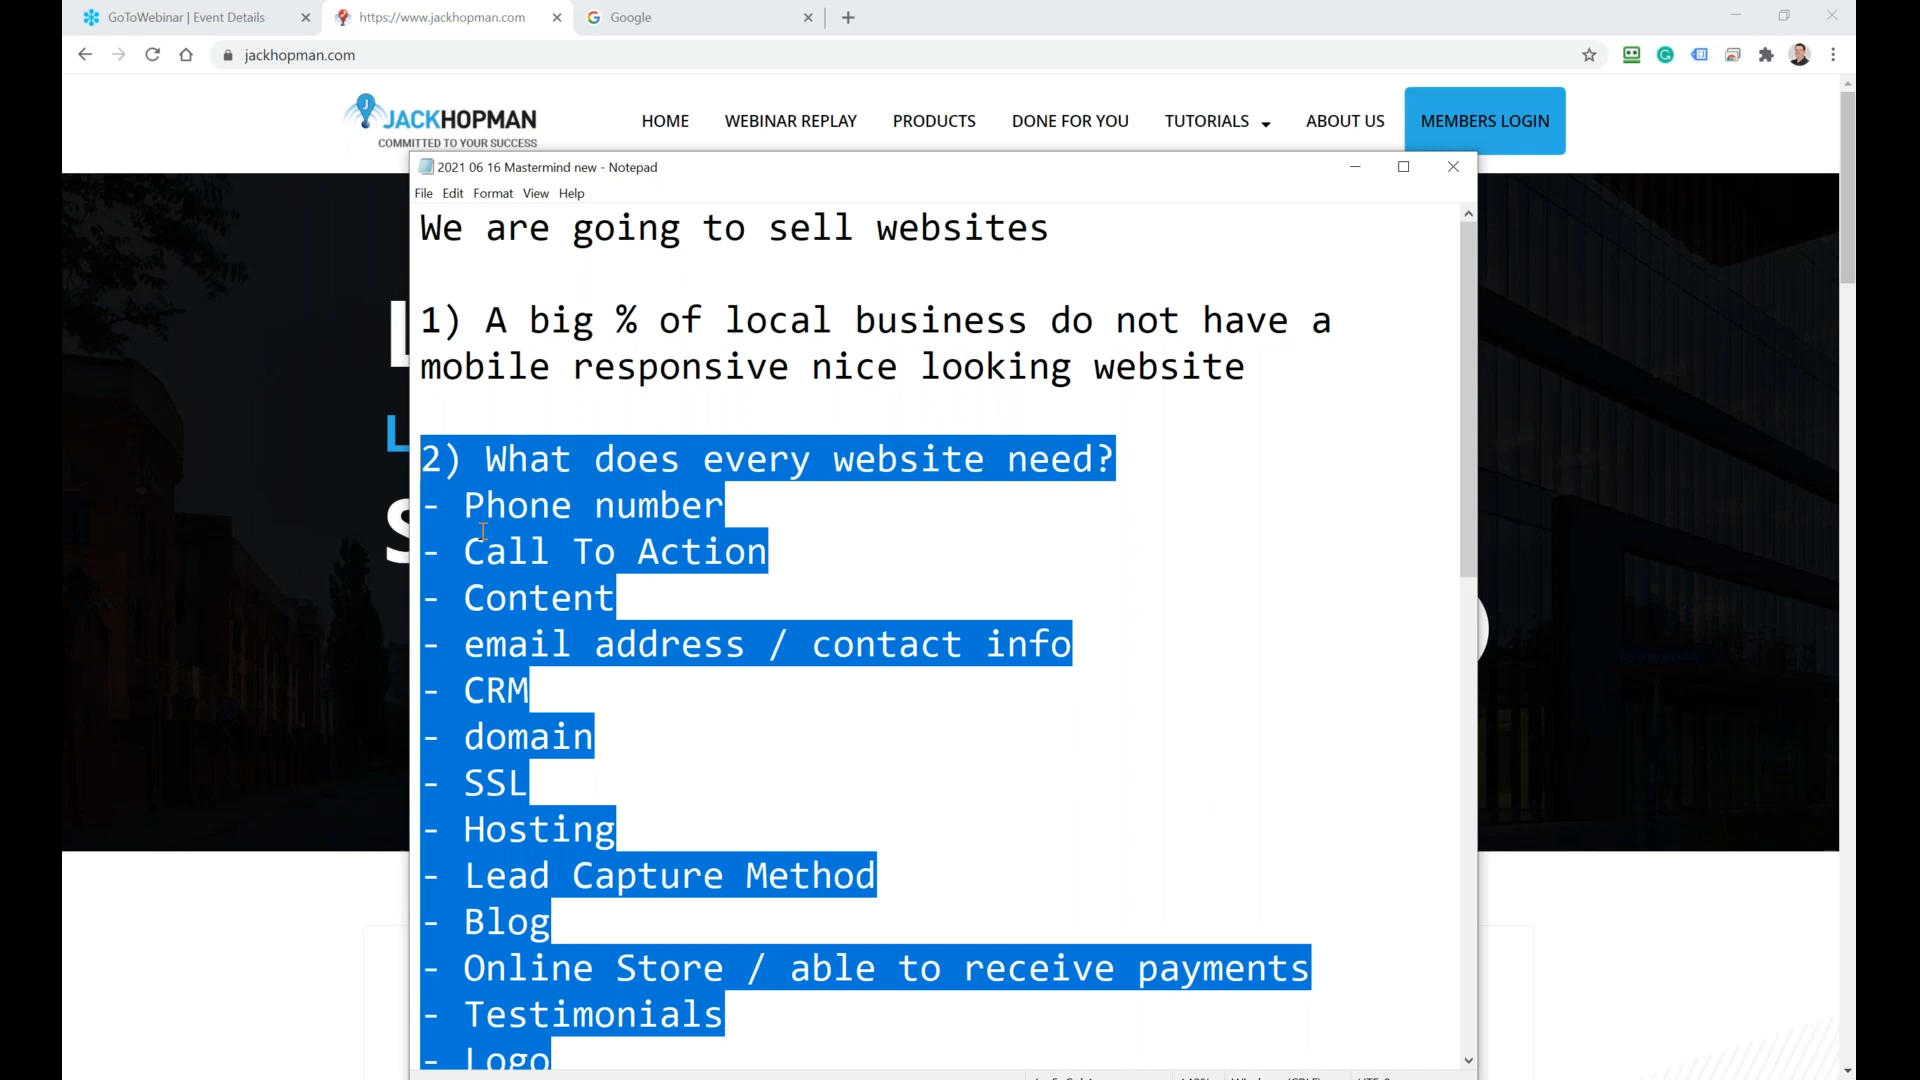 GoToWebinar | Event Details
https://www.jackhopman.com
Google
jackhopman.com
JACKHOPMAN
COMMITTED TO YOUR SUCCESS
HOME WEBINAR REPLAY PRODUCTS DONE FOR YOU TUTORIALS ABOUT US MEMBERS LOGIN
2021 06 16 Mastermind new - Notepad
File Edit Format View Help
We are going to sell websites
1) A big % of local business do not have a
mobile responsive nice looking website
2) What does every website need?
- Phone number
- Call To Action
- Content
- email address / contact info
- CRM
- domain
- SSL
- Hosting
- Lead Capture Method
- Blog
- Online Store / able to receive payments
- Testimonials
- Logo